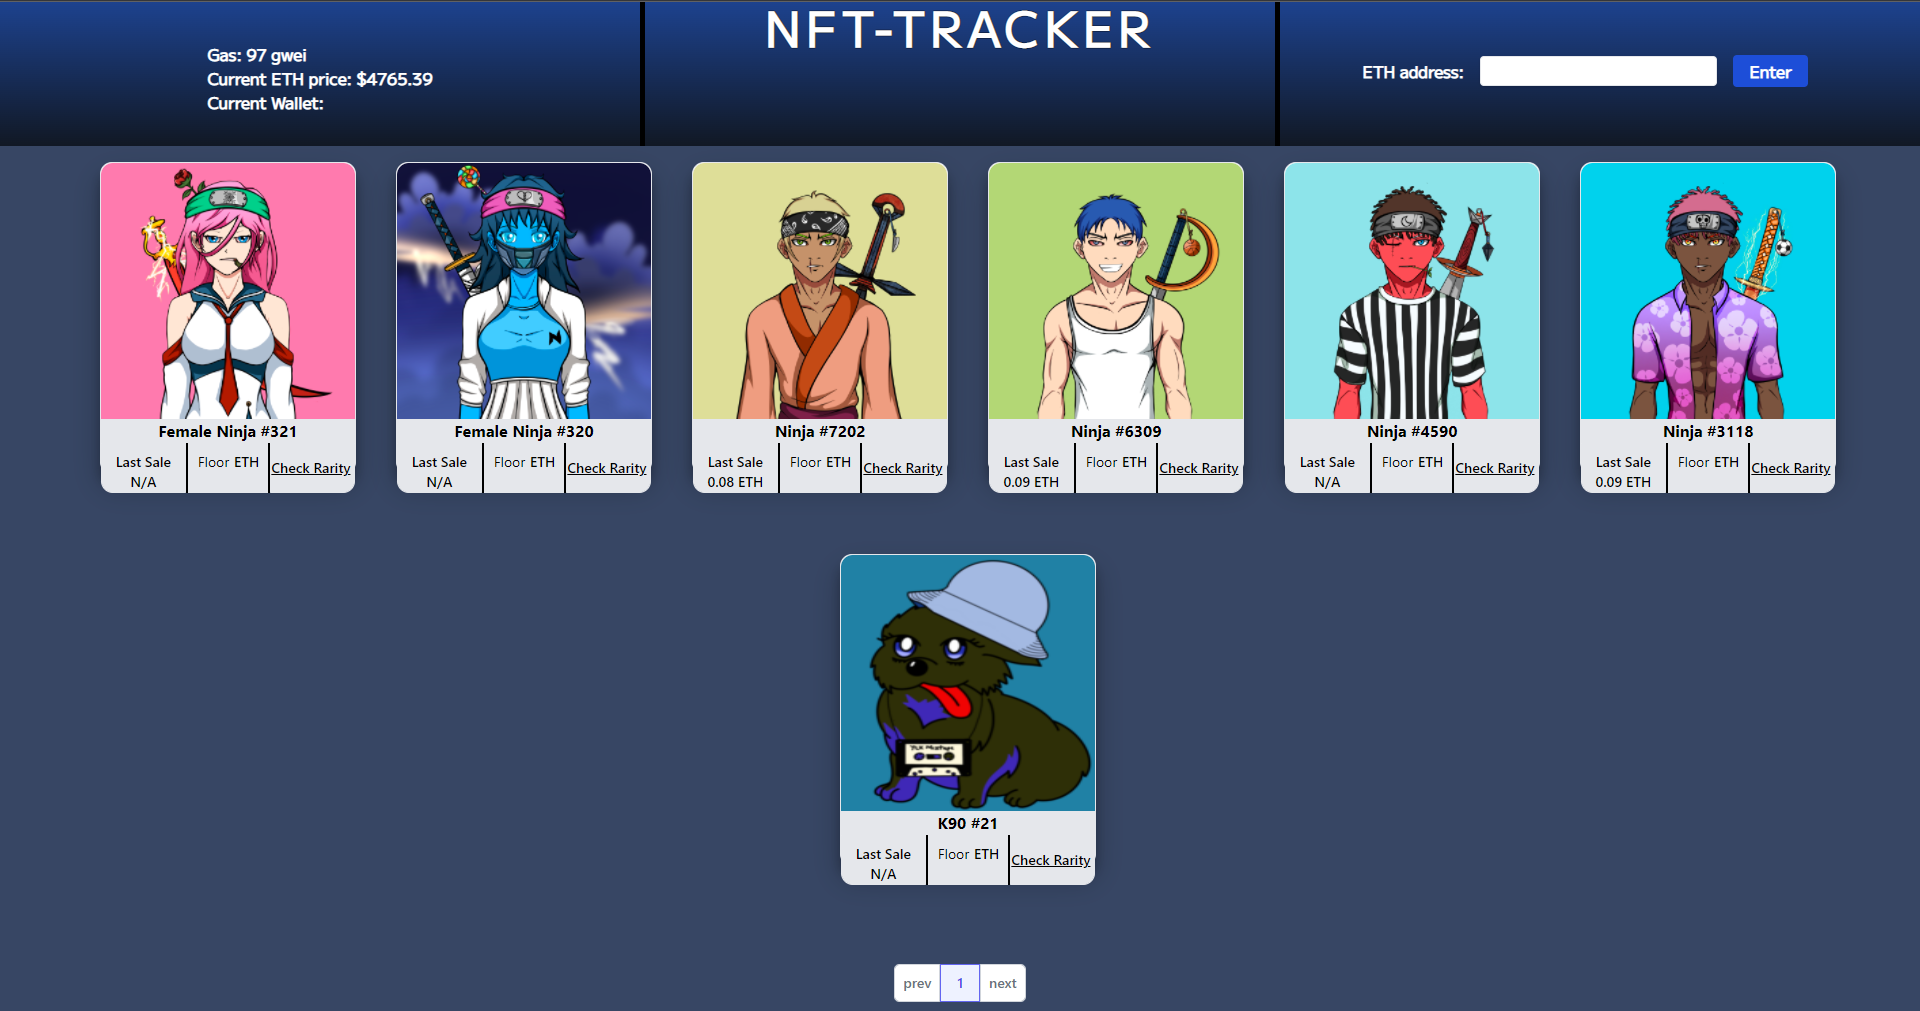 NFT-TRACKER
Gas: 97 gwei
Current ETH price: $4765.39
Current Wallet:
ETH address:
Enter
Female Ninja #321
Last Sale
N/A
Floor ETH
Check Rarity
Female Ninja #320
Last Sale
N/A
Floor ETH
Check Rarity
Ninja #7202
Last Sale
0.08 ETH
Floor ETH
Check Rarity
Ninja #6309
Last Sale
0.09 ETH
Floor ETH
Check Rarity
Ninja #4590
Last Sale
N/A
Floor ETH
Check Rarity
Ninja #3118
Last Sale
0.09 ETH
Floor ETH
Check Rarity
K90 #21
Last Sale
N/A
Floor ETH
Check Rarity
prev
1
next